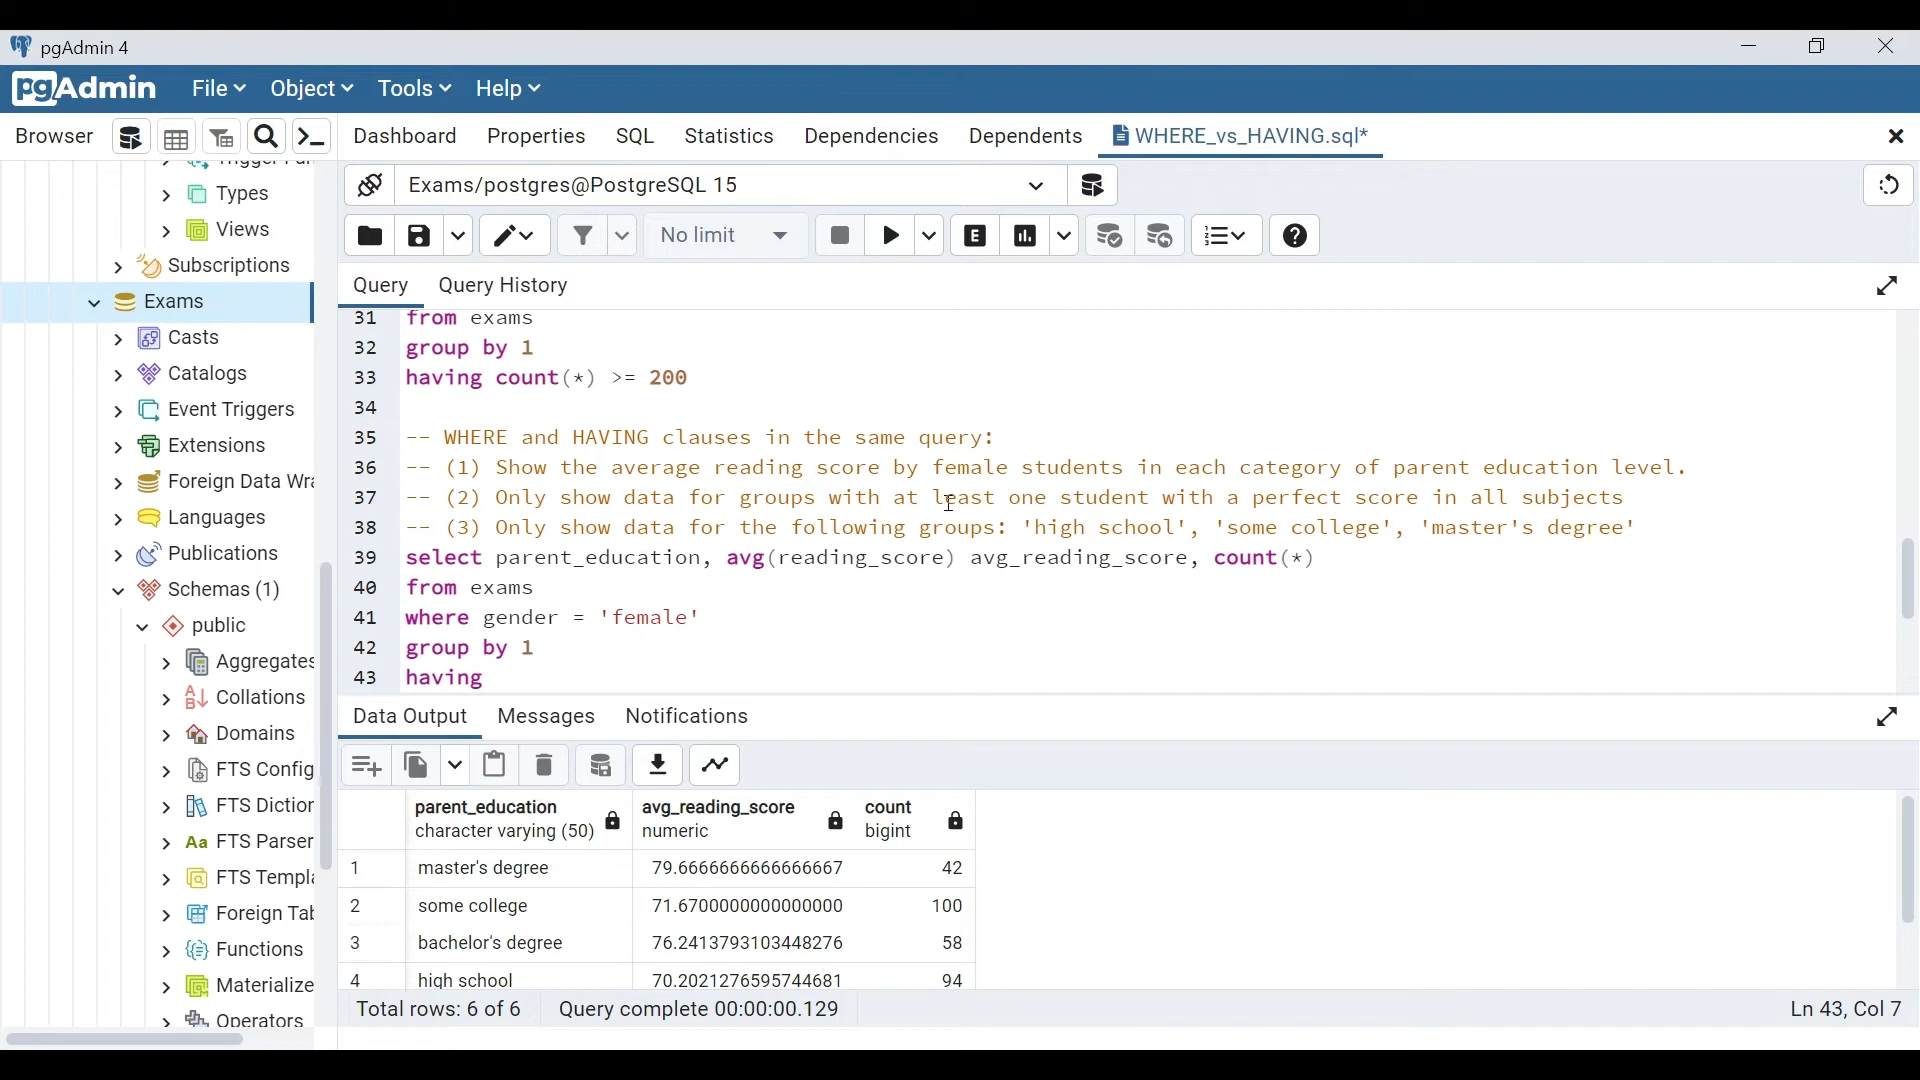 pgAdmin 4
pgAdmin File Object Tools Help
Browser Dashboard Properties SQL Statistics Dependencies Dependents WHERE_vs_HAVING.sql*
Types
Views
Subscriptions
Exams
Casts
Catalogs
Event Triggers
Extensions
Foreign Data Wra
Languages
Publications
Schemas (1)
public
Aggregates
Collations
Domains
FTS Config
FTS Diction
FTS Parser
FTS Templa
Foreign Tab
Functions
Materialize
Operators
Exams/postgres@PostgreSQL 15
No limit E
Query Query History
31 from exams
32 group by 1
33 having count(*) >= 200
34
35 -- WHERE and HAVING clauses in the same query:
36 -- (1) Show the average reading score by female students in each category of parent education level.
37 -- (2) Only show data for groups with at least one student with a perfect score in all subjects
38 -- (3) Only show data for the following groups: 'high school', 'some college', 'master's degree'
39 select parent_education, avg(reading_score) avg_reading_score, count(*)
40 from exams
41 where gender = 'female'
42 group by 1
43 having
Data Output Messages Notifications
parent_education avg_reading_score count
character varying (50) numeric bigint
1 master's degree 79.6666666666666667 42
2 some college 71.6700000000000000 100
3 bachelor's degree 76.2413793103448276 58
4 high school 70.2021276595744681 94
Total rows: 6 of 6 Query complete 00:00:00.129 Ln 43, Col 7